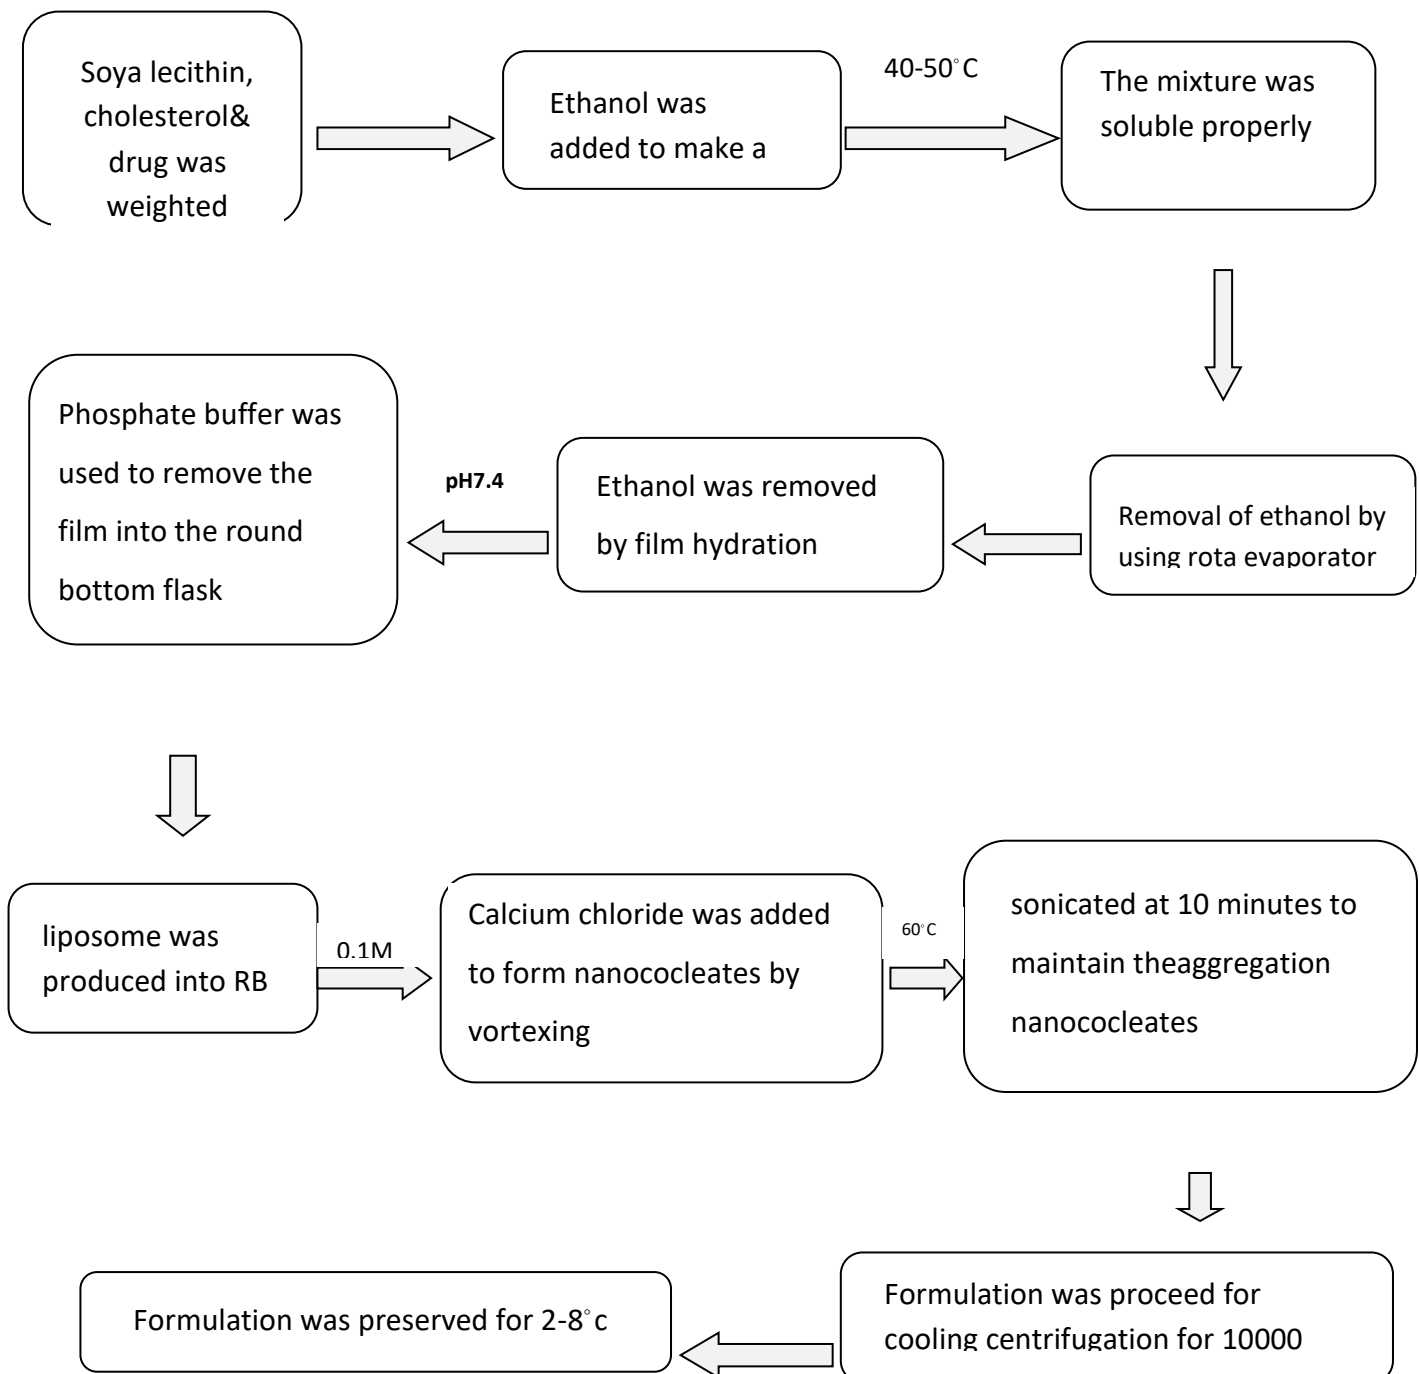 Soya lecithin,
cholesterol&
drug was
weighted
Ethanol was
added to make a
40-50°C
The mixture was
soluble properly
Removal of ethanol by
using rota evaporator
Ethanol was removed
by film hydration
pH7.4
Phosphate buffer was
used to remove the
film into the round
bottom flask
liposome was
produced into RB
0.1M
Calcium chloride was added
to form nanococleates by
vortexing
60°C
sonicated at 10 minutes to
maintain theaggregation
nanococleates
Formulation was proceed for
cooling centrifugation for 10000
Formulation was preserved for 2-8°c